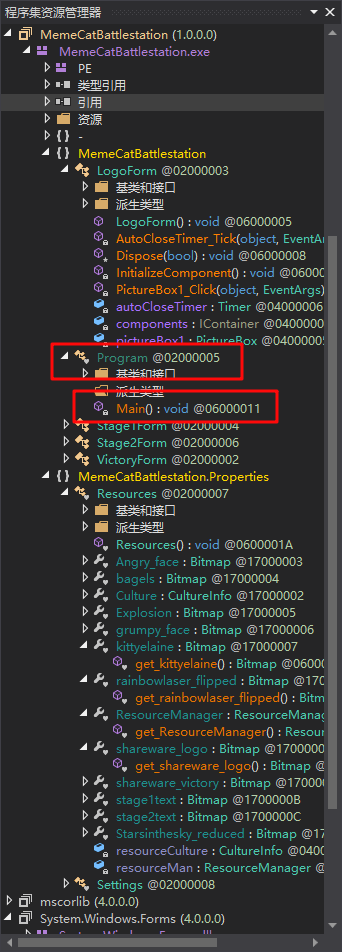 程序集资源管理器
MemeCatBattlestation (1.0.0.0)
MemeCatBattlestation.exe
PE
类型引用
引用
资源
{ } -
{ } MemeCatBattlestation
LogoForm @02000003
基类和接口
派生类型
LogoForm() : void @06000005
AutoCloseTimer_Tick(object, EventAr
Dispose(bool) : void @06000008
InitializeComponent() : void @06000
PictureBox1_Click(object, EventArgs)
autoCloseTimer : Timer @04000006
components : IContainer @040000
pictureBox1 : PictureBox @0400000
Program @02000005
基类和接口
派生类型
Main() : void @06000011
Stage1Form @02000004
Stage2Form @02000006
VictoryForm @02000002
{ } MemeCatBattlestation.Properties
Resources @02000007
基类和接口
派生类型
Resources() : void @0600001A
Angry_face : Bitmap @17000003
bagels : Bitmap @17000004
Culture : CultureInfo @17000002
Explosion : Bitmap @17000005
grumpy_face : Bitmap @17000006
kittyelaine : Bitmap @17000007
get_kittyelaine() : Bitmap @0600
rainbowlaser_flipped : Bitmap @170
get_rainbowlaser_flipped() : Bitm
ResourceManager : ResourceManag
get_ResourceManager() : Resour
shareware_logo : Bitmap @1700000
get_shareware_logo() : Bitmap @
shareware_victory : Bitmap @170000
stage1text : Bitmap @1700000B
stage2text : Bitmap @1700000C
Starsinthesky_reduced : Bitmap @17
resourceCulture : CultureInfo @0400
resourceMan : ResourceManager @
Settings @02000008
mscorlib (4.0.0.0)
System.Windows.Forms (4.0.0.0)